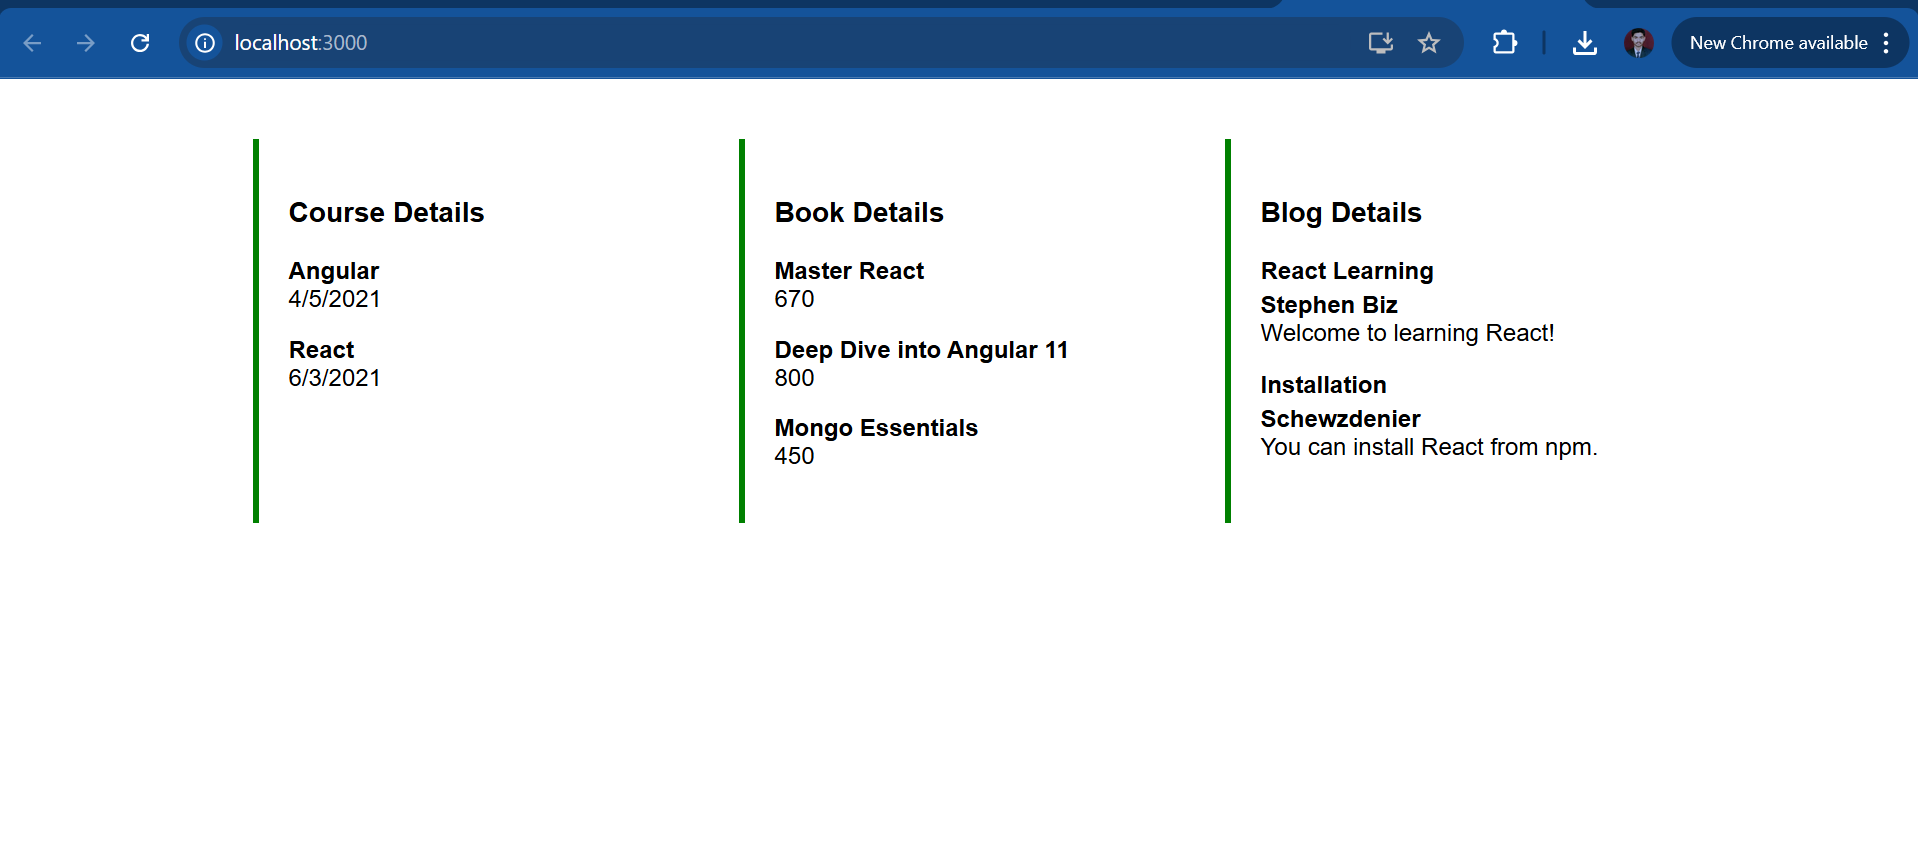 localhost:3000
New Chrome available
Course Details
Angular
4/5/2021
React
6/3/2021
Book Details
Master React
670
Deep Dive into Angular 11
800
Mongo Essentials
450
Blog Details
React Learning
Stephen Biz
Welcome to learning React!
Installation
Schewzdenier
You can install React from npm.